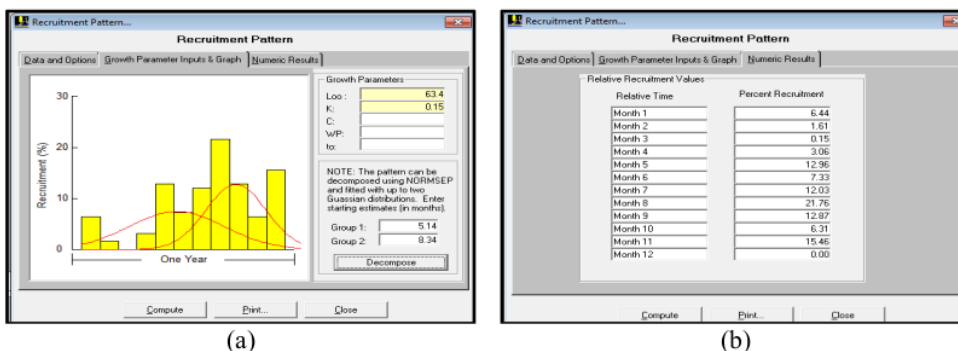 Recruitment Pattern...
Recruitment Pattern
Data and Options
Growth Parameter Inputs & Graph
Numeric Results
30
20
10
0
Recruitment (%)
One Year
Growth Parameters
Loo : 63.4
K: 0.15
C:
WP:
to:
NOTE: The pattern can be
decomposed using NORMSEP
and fitted with up to two
Guassian distributions. Enter
starting estimates (in months).
Group 1: 5.14
Group 2: 8.34
Decompose
Compute
Print...
Close
(a)
Recruitment Pattern...
Recruitment Pattern
Data and Options
Growth Parameter Inputs & Graph
Numeric Results
Relative Recruitment Values
Relative Time Percent Recruitment
Month 1 6.44
Month 2 1.61
Month 3 0.15
Month 4 3.06
Month 5 12.96
Month 6 7.33
Month 7 12.03
Month 8 21.76
Month 9 12.87
Month 10 6.31
Month 11 15.46
Month 12 0.00
Compute
Print...
Close
(b)